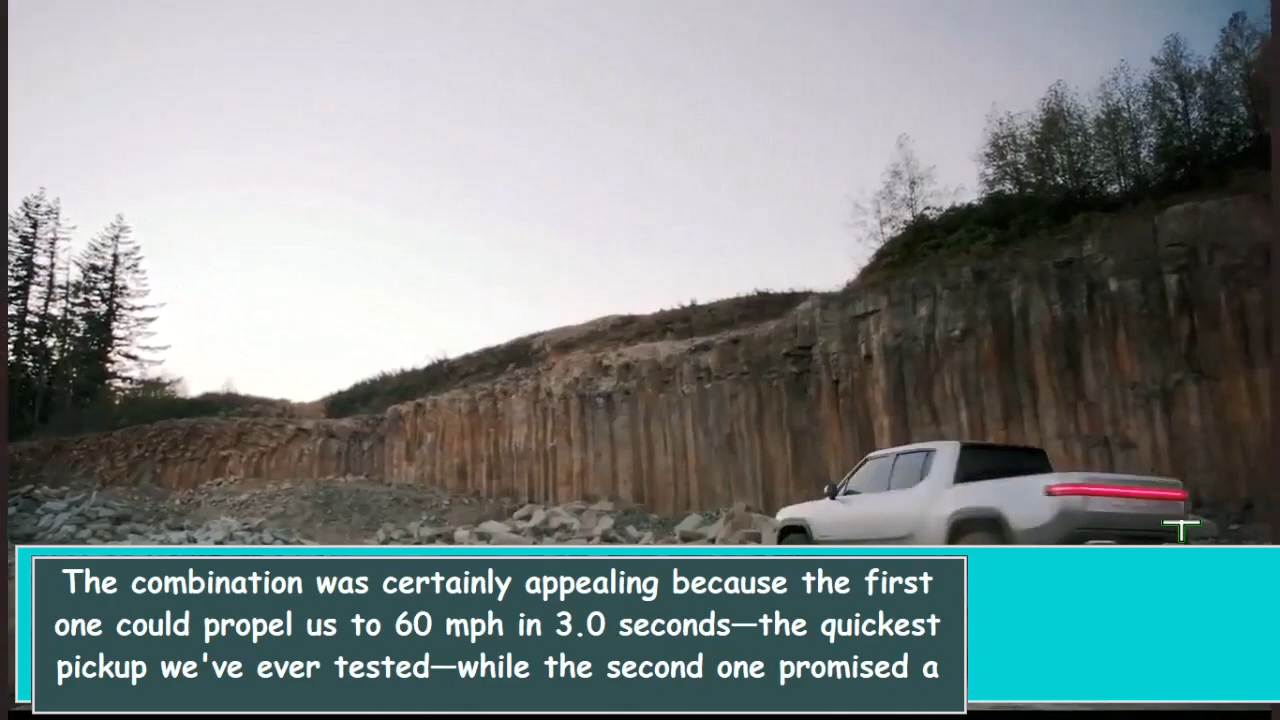 The combination was certainly appealing because the first
one could propel us to 60 mph in 3.0 seconds—the quickest
pickup we've ever tested—while the second one promised a